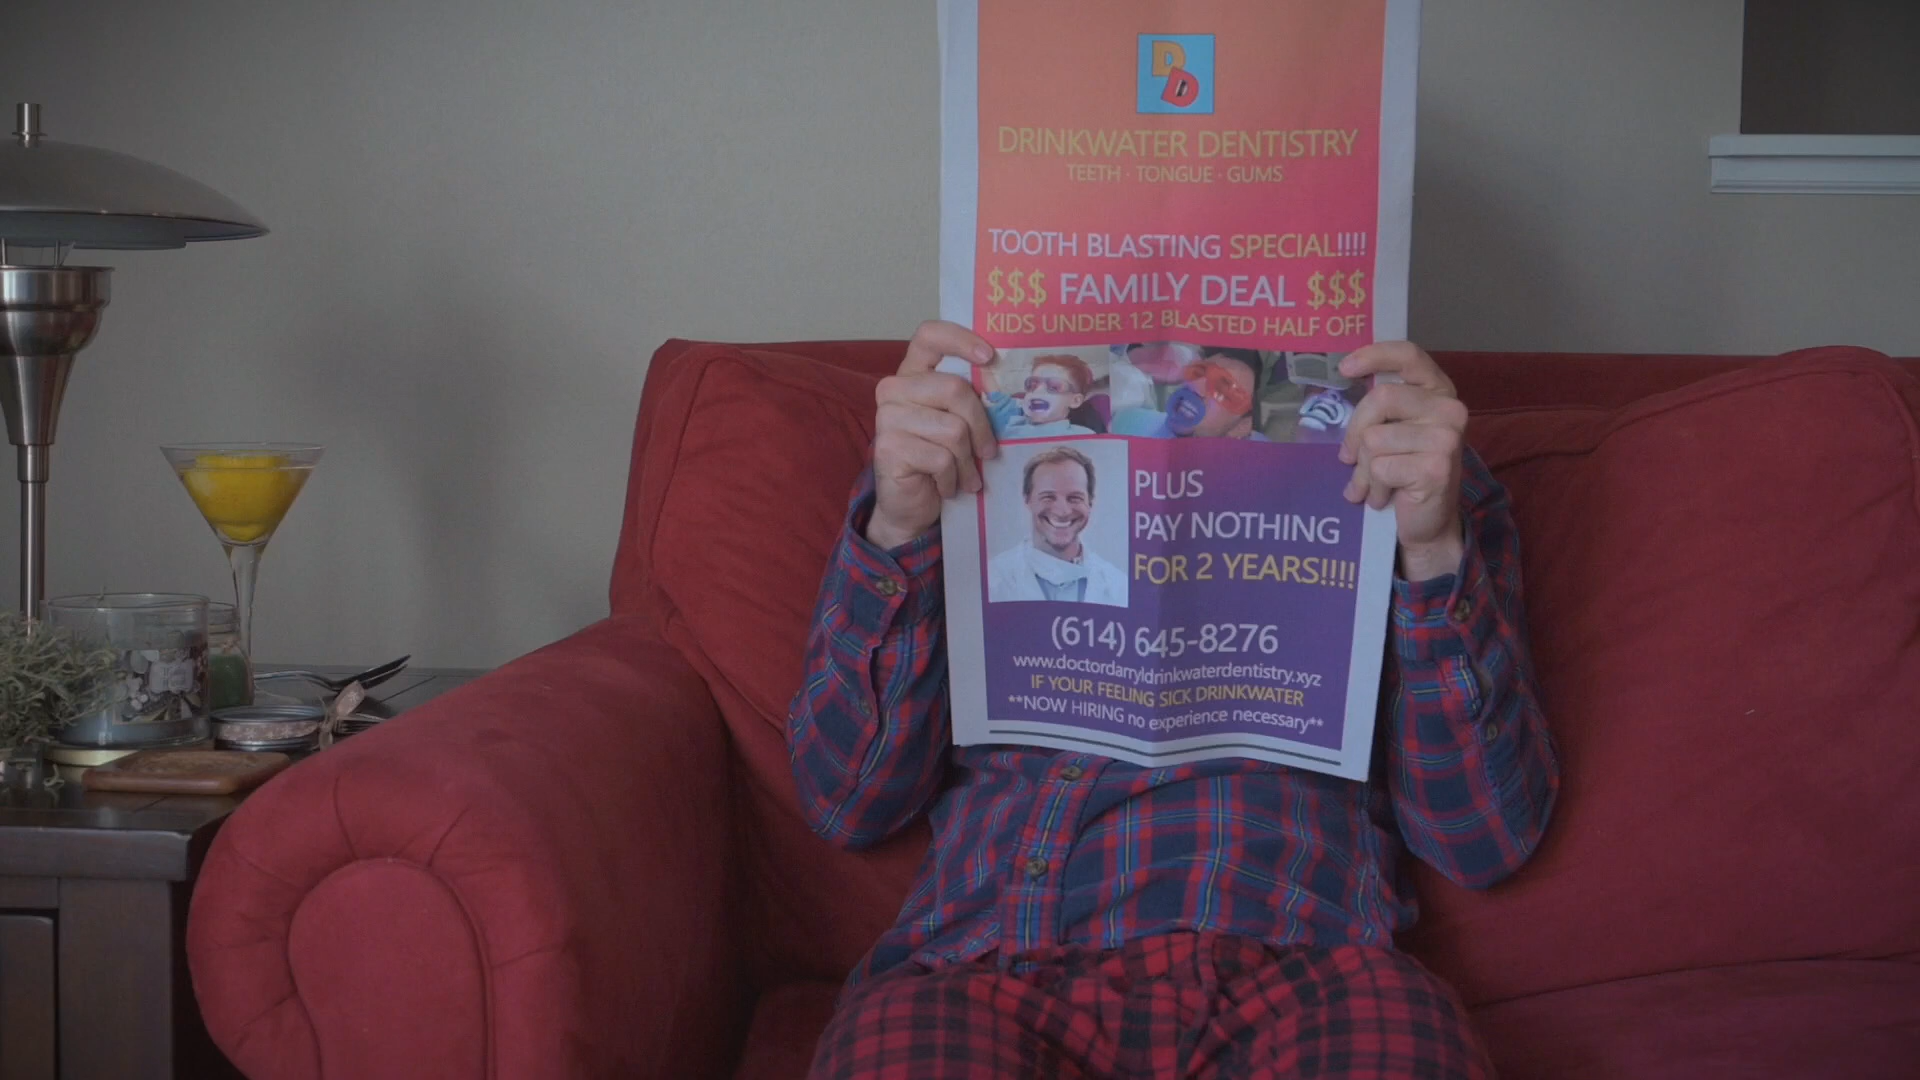 DD
DRINKWATER DENTISTRY
TEETH · TONGUE · GUMS
TOOTH BLASTING SPECIAL!!!!
$$$ FAMILY DEAL $$$
KIDS UNDER 12 BLASTED HALF OFF
PLUS
PAY NOTHING
FOR 2 YEARS!!!!
(614) 645-8276
www.doctordarryldrinkwaterdentistry.xyz
IF YOUR FEELING SICK DRINKWATER
**NOW HIRING no experience necessary**